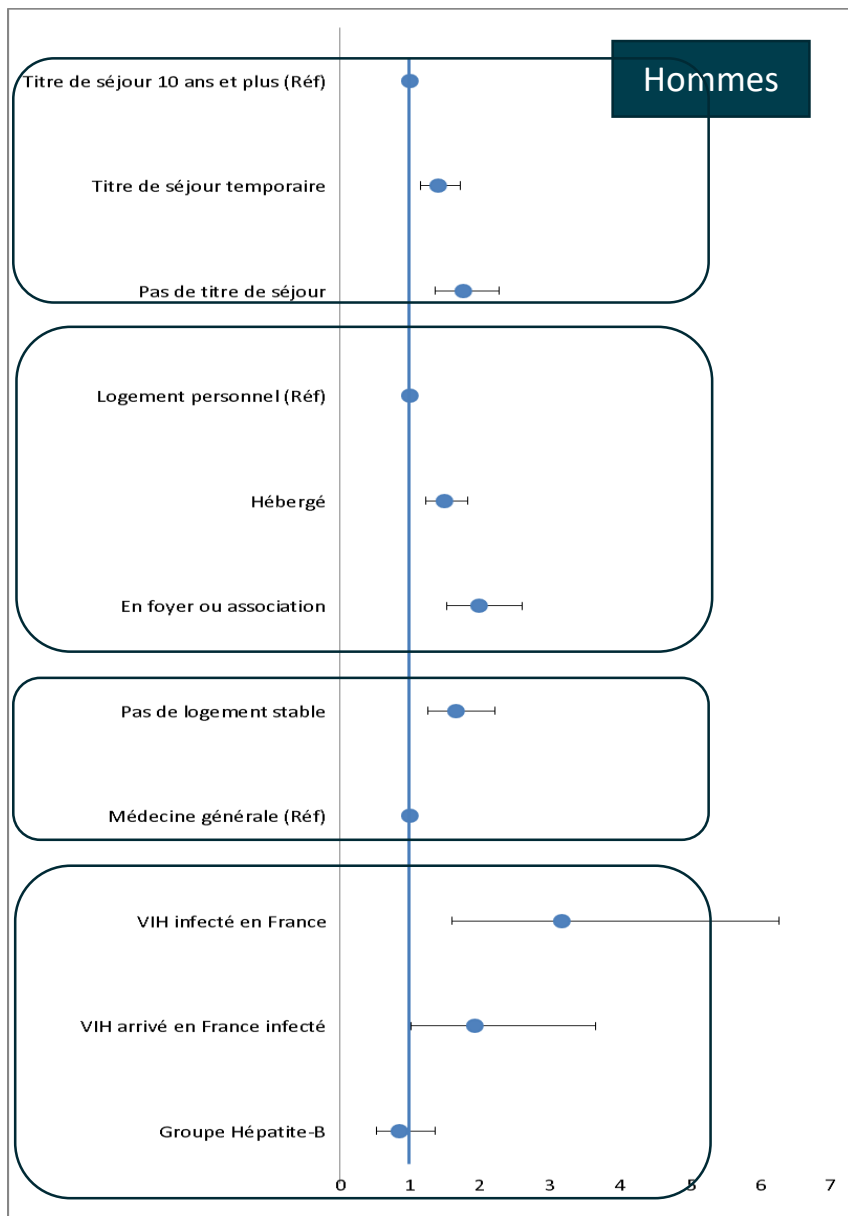 Hommes
Titre de séjour 10 ans et plus (Réf)
Titre de séjour temporaire
Pas de titre de séjour
Logement personnel (Réf)
Hébergé
En foyer ou association
Pas de logement stable
Médecine générale (Réf)
VIH infecté en France
VIH arrivé en France infecté
Groupe Hépatite-B
0 1 2 3 4 5 6 7